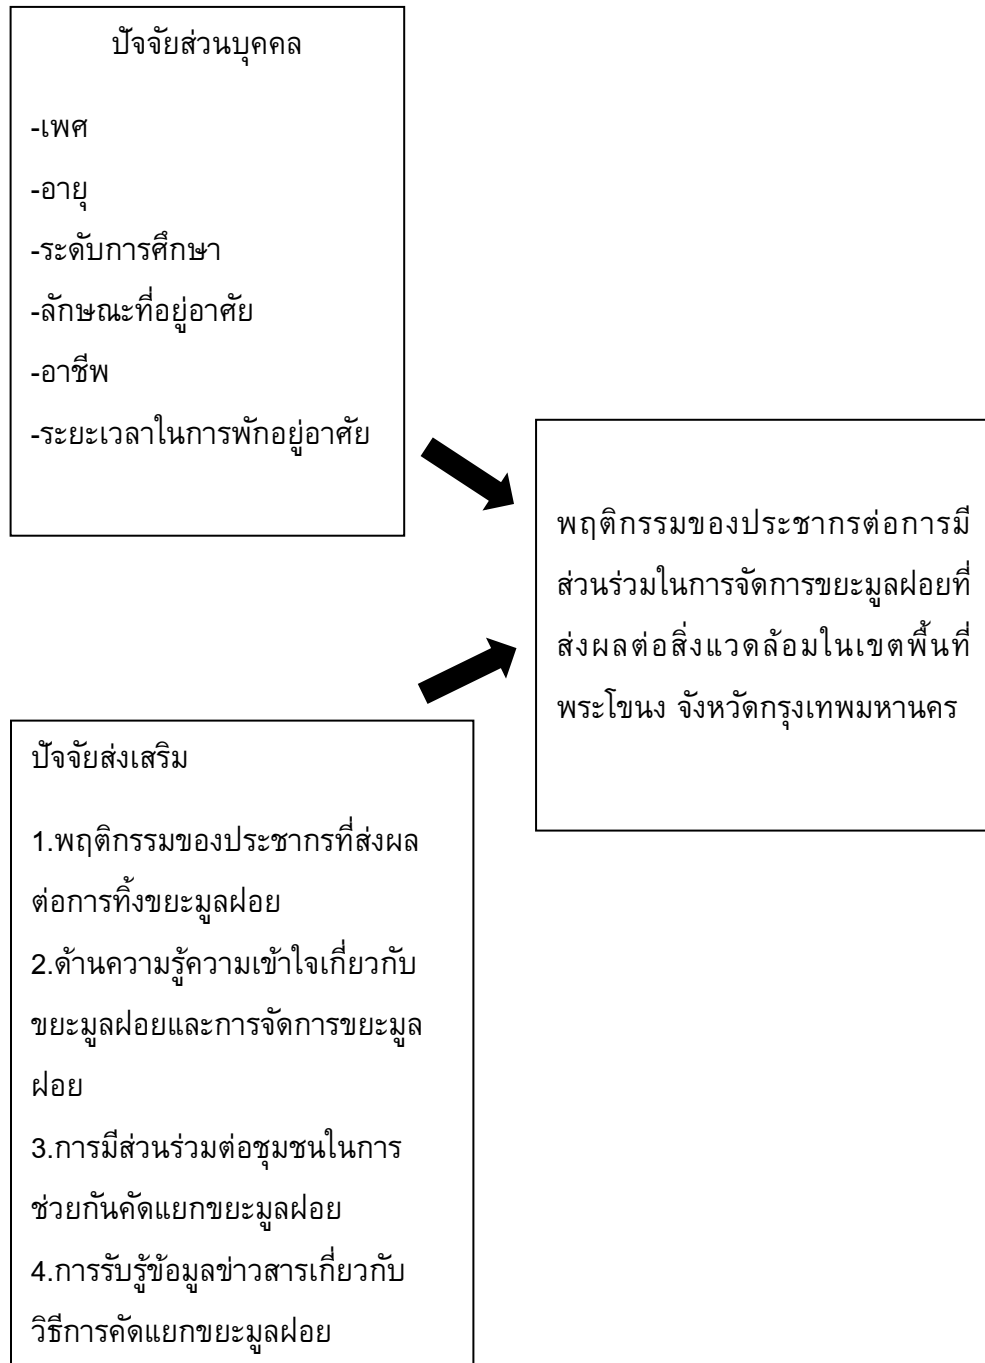 ปัจจัยส่วนบุคคล
-เพศ
-อายุ
-ระดับการศึกษา
-ลักษณะที่อยู่อาศัย
-อาชีพ
-ระยะเวลาในการพักอยู่อาศัย
พฤติกรรมของประชากรต่อการมี
ส่วนร่วมในการจัดการขยะมูลฝอยที่
ส่งผลต่อสิ่งแวดล้อมในเขตพื้นที่
พระโขนง จังหวัดกรุงเทพมหานคร
ปัจจัยส่งเสริม
1.พฤติกรรมของประชากรที่ส่งผล
ต่อการทิ้งขยะมูลฝอย
2.ด้านความรู้ความเข้าใจเกี่ยวกับ
ขยะมูลฝอยและการจัดการขยะมูล
ฝอย
3.การมีส่วนร่วมต่อชุมชนในการ
ช่วยกันคัดแยกขยะมูลฝอย
4.การรับรู้ข้อมูลข่าวสารเกี่ยวกับ
วิธีการคัดแยกขยะมูลฝอย